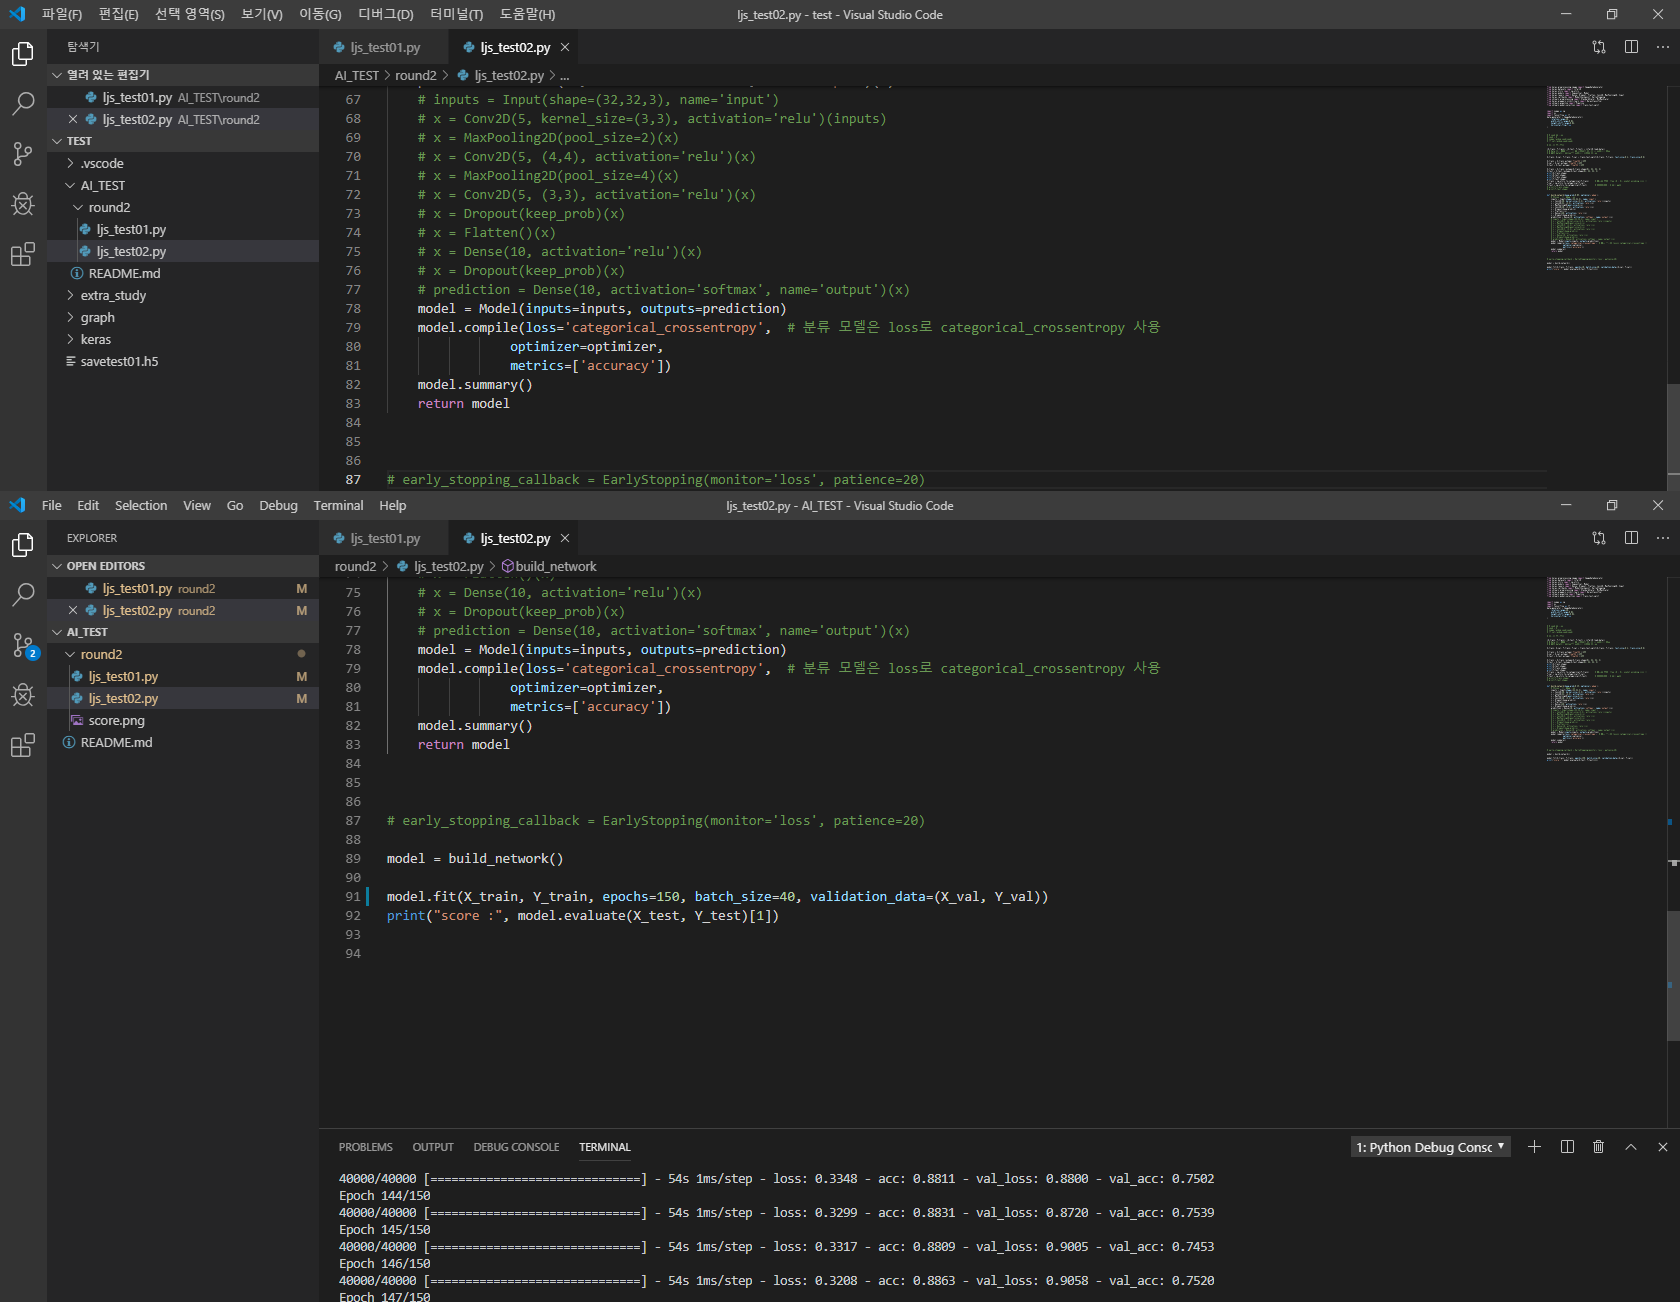 파일(F) 편집(E) 선택 영역(S) 보기(V) 이동(G) 디버그(D) 터미널(T) 도움말(H) ljs_test02.py - test - Visual Studio Code
탐색기
ljs_test01.py ljs_test02.py
열려 있는 편집기
AI_TEST > round2 > ljs_test02.py > ...
ljs_test01.py AI_TEST\round2
ljs_test02.py AI_TEST\round2
TEST
.vscode
AI_TEST
round2
ljs_test01.py
ljs_test02.py
README.md
extra_study
graph
keras
savetest01.h5
67 # inputs = Input(shape=(32,32,3), name='input')
68 # x = Conv2D(5, kernel_size=(3,3), activation='relu')(inputs)
69 # x = MaxPooling2D(pool_size=2)(x)
70 # x = Conv2D(5, (4,4), activation='relu')(x)
71 # x = MaxPooling2D(pool_size=4)(x)
72 # x = Conv2D(5, (3,3), activation='relu')(x)
73 # x = Dropout(keep_prob)(x)
74 # x = Flatten()(x)
75 # x = Dense(10, activation='relu')(x)
76 # x = Dropout(keep_prob)(x)
77 # prediction = Dense(10, activation='softmax', name='output')(x)
78 model = Model(inputs=inputs, outputs=prediction)
79 model.compile(loss='categorical_crossentropy', # 분류 모델은 loss로 categorical_crossentropy 사용
80 optimizer=optimizer,
81 metrics=['accuracy'])
82 model.summary()
83 return model
84
85
86
87 # early_stopping_callback = EarlyStopping(monitor='loss', patience=20)
File Edit Selection View Go Debug Terminal Help ljs_test02.py - AI_TEST - Visual Studio Code
EXPLORER
ljs_test01.py ljs_test02.py
OPEN EDITORS
round2 > ljs_test02.py > build_network
ljs_test01.py round2 M
ljs_test02.py round2 M
AI_TEST
round2
ljs_test01.py M
ljs_test02.py M
score.png
README.md
2
75 # x = Dense(10, activation='relu')(x)
76 # x = Dropout(keep_prob)(x)
77 # prediction = Dense(10, activation='softmax', name='output')(x)
78 model = Model(inputs=inputs, outputs=prediction)
79 model.compile(loss='categorical_crossentropy', # 분류 모델은 loss로 categorical_crossentropy 사용
80 optimizer=optimizer,
81 metrics=['accuracy'])
82 model.summary()
83 return model
84
85
86
87 # early_stopping_callback = EarlyStopping(monitor='loss', patience=20)
88
89 model = build_network()
90
91 model.fit(X_train, Y_train, epochs=150, batch_size=40, validation_data=(X_val, Y_val))
92 print("score :", model.evaluate(X_test, Y_test)[1])
93
94
PROBLEMS OUTPUT DEBUG CONSOLE TERMINAL 1: Python Debug Consc
40000/40000 [==============================] - 54s 1ms/step - loss: 0.3348 - acc: 0.8811 - val_loss: 0.8800 - val_acc: 0.7502
Epoch 144/150
40000/40000 [==============================] - 54s 1ms/step - loss: 0.3299 - acc: 0.8831 - val_loss: 0.8720 - val_acc: 0.7539
Epoch 145/150
40000/40000 [==============================] - 54s 1ms/step - loss: 0.3317 - acc: 0.8809 - val_loss: 0.9005 - val_acc: 0.7453
Epoch 146/150
40000/40000 [==============================] - 54s 1ms/step - loss: 0.3208 - acc: 0.8863 - val_loss: 0.9058 - val_acc: 0.7520
Epoch 147/150